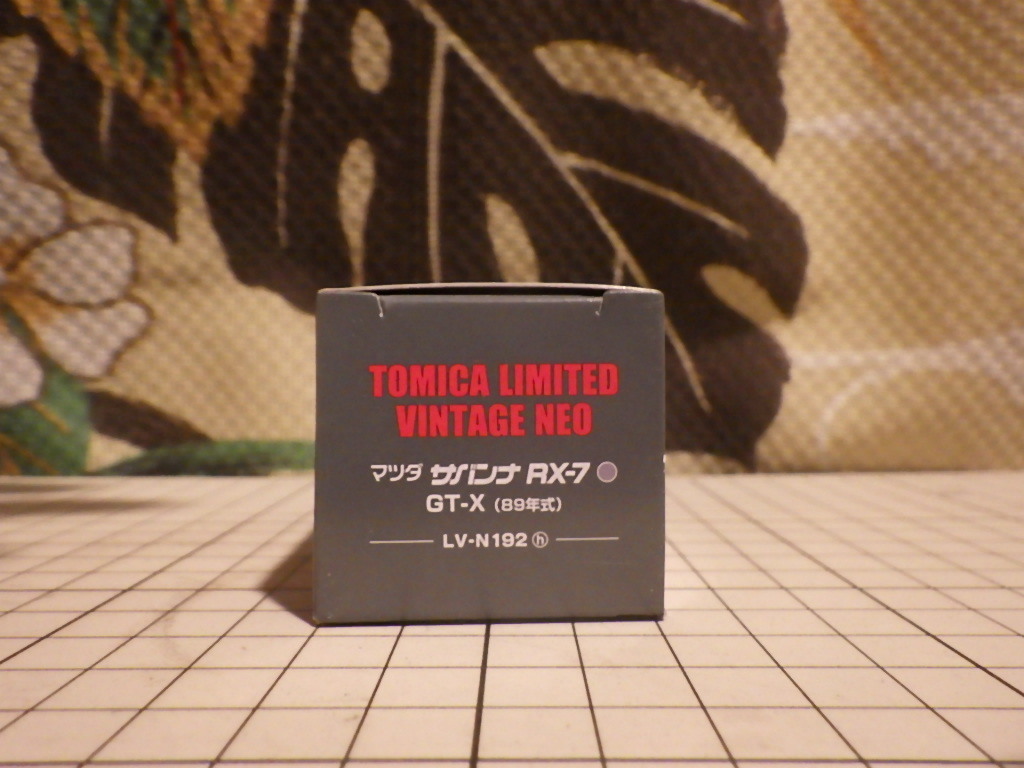 TOMICA LIMITED
VINTAGE NEO
マツダ サバンナ RX-7
GT-X (89年式)
LV-N192 ⓗ